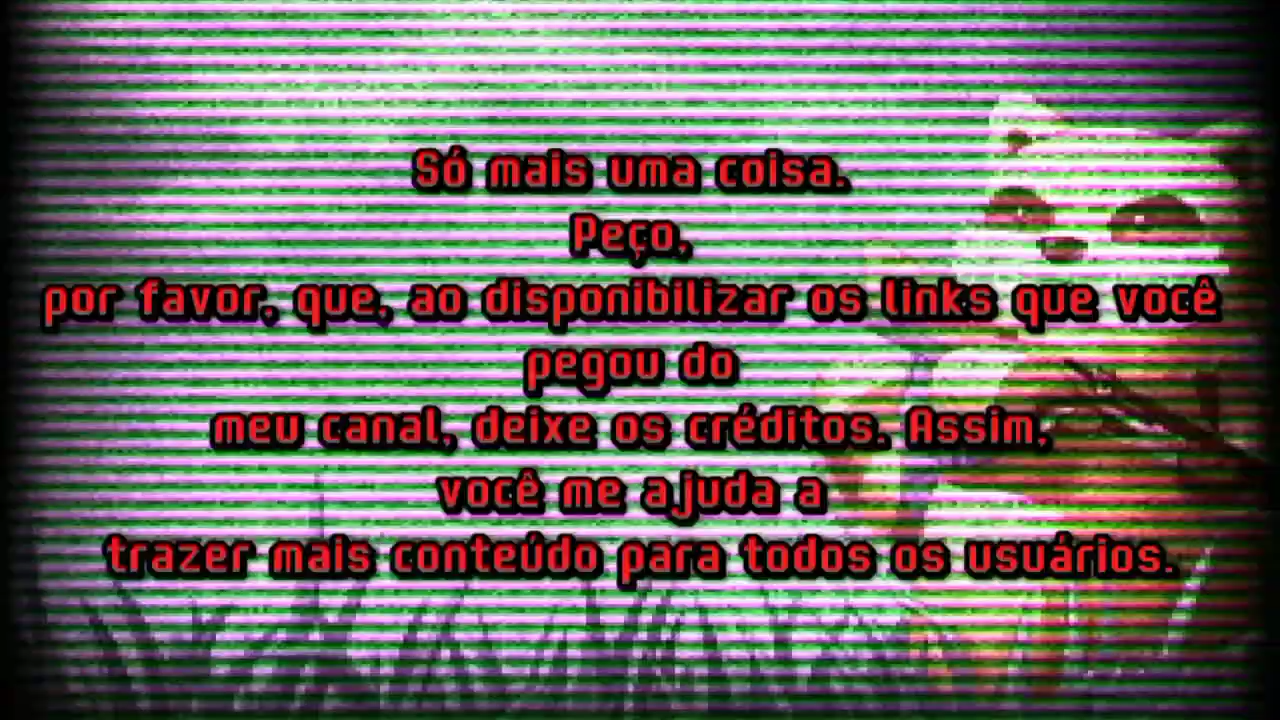 Só mais uma coisa.
Peço,
por favor, que, ao disponibilizar os links que você
pegou do
meu canal, deixe os créditos. Assim,
você me ajuda a
trazer mais conteúdo para todos os usuários.